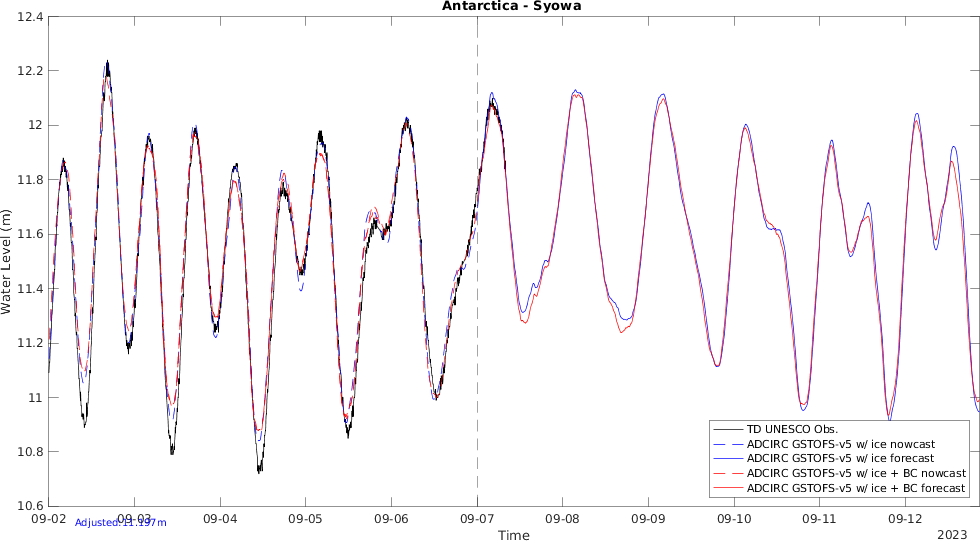 Antarctica - Syowa
12.4
12.2
12
11.8
11.6
11.4
11.2
11
10.8
10.6
Water Level (m)
TD UNESCO Obs.
ADCIRC GSTOFS-v5 w/ ice nowcast
ADCIRC GSTOFS-v5 w/ ice forecast
ADCIRC GSTOFS-v5 w/ ice + BC nowcast
ADCIRC GSTOFS-v5 w/ ice + BC forecast
09-02 09-03 09-04 09-05 09-06 09-07 09-08 09-09 09-10 09-11 09-12
Adjusted:11.197m
Time
2023